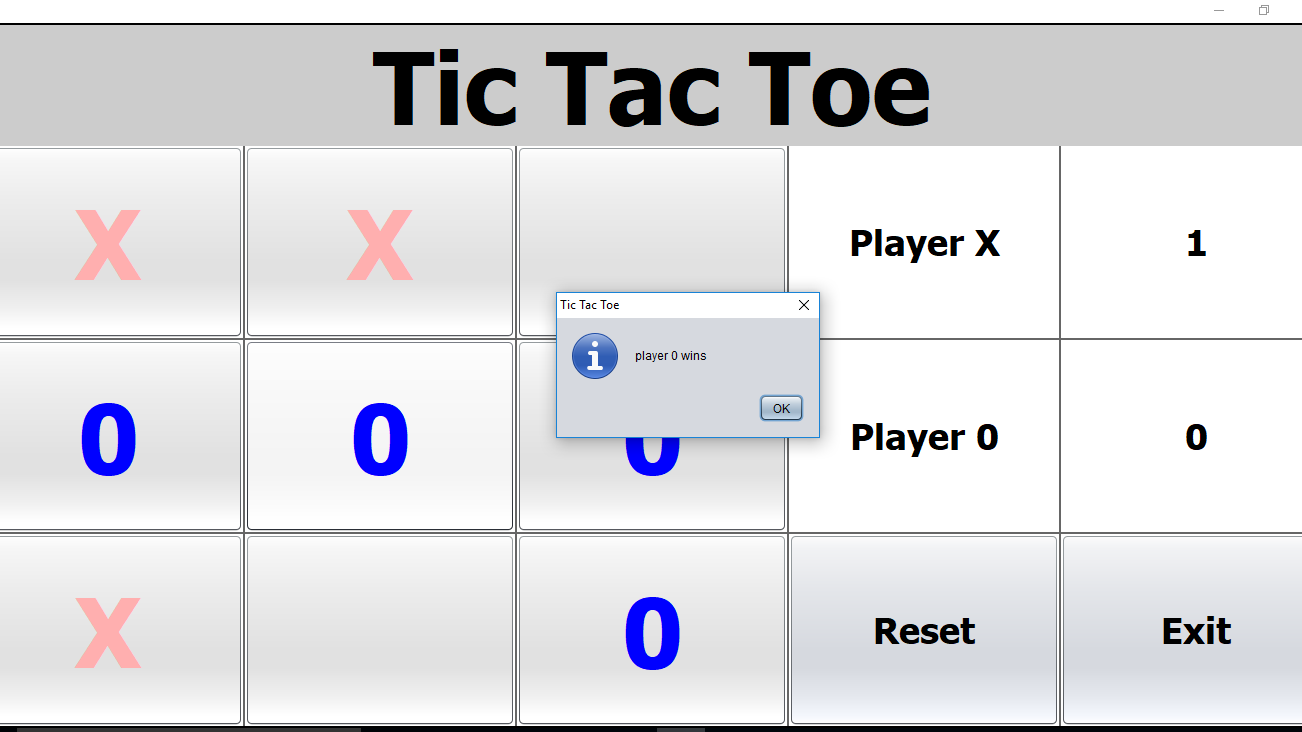 Tic Tac Toe
X X Player X 1
Tic Tac Toe
player 0 wins
OK
0 0 0 Player 0 0
X 0 Reset Exit